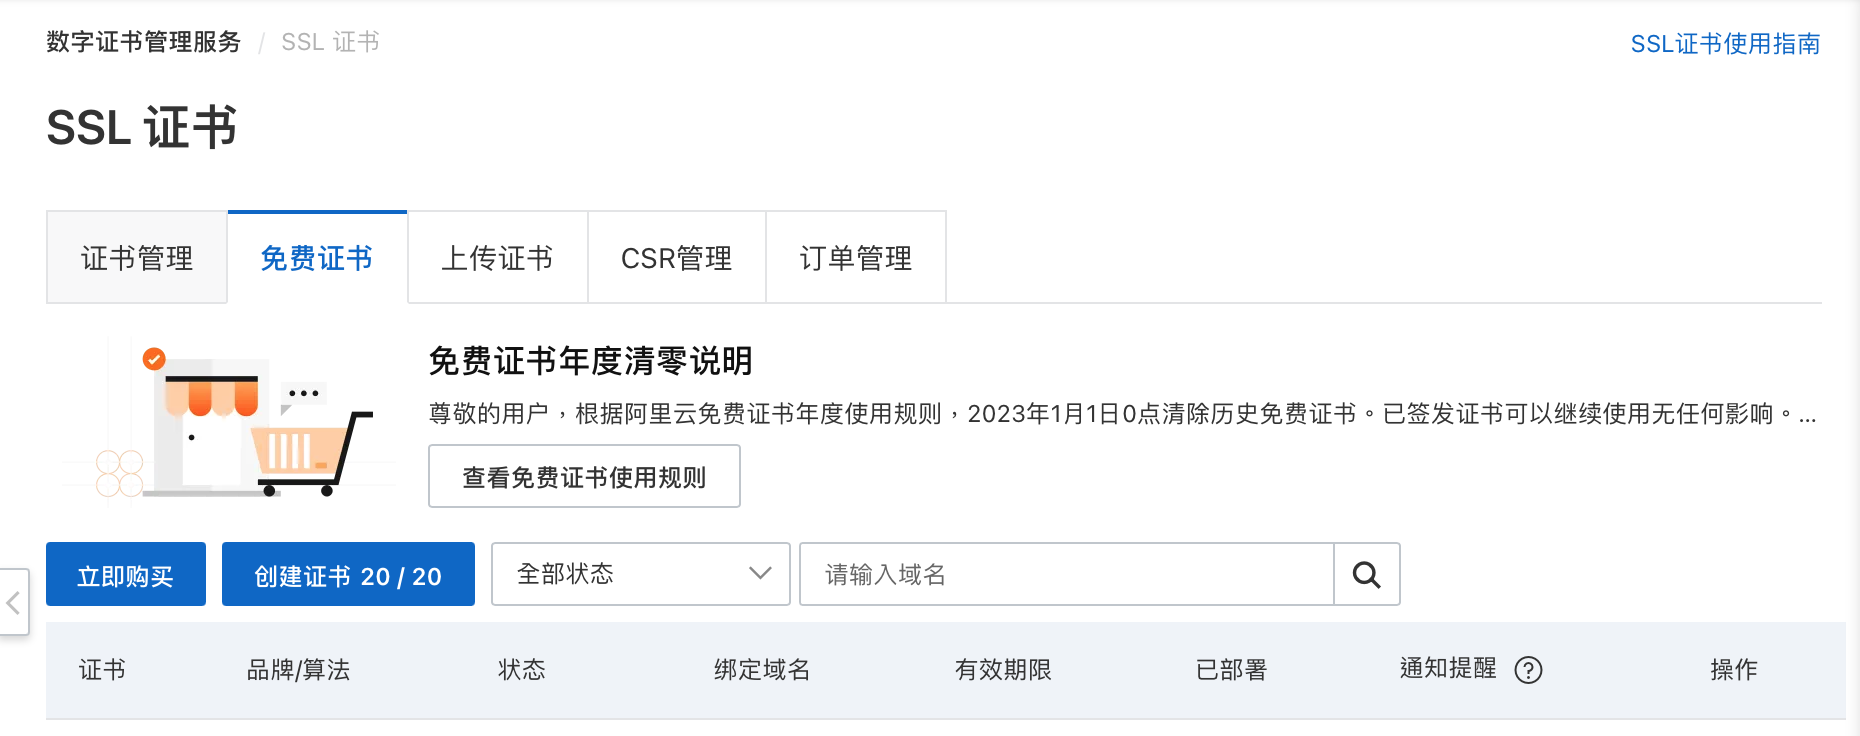 数字证书管理服务 / SSL 证书
SSL证书使用指南
SSL 证书
证书管理
免费证书
上传证书
CSR管理
订单管理
免费证书年度清零说明
尊敬的用户，根据阿里云免费证书年度使用规则，2023年1月1日0点清除历史免费证书。已签发证书可以继续使用无任何影响。...
查看免费证书使用规则
立即购买
创建证书 20 / 20
全部状态
请输入域名
证书
品牌/算法
状态
绑定域名
有效期限
已部署
通知提醒
操作